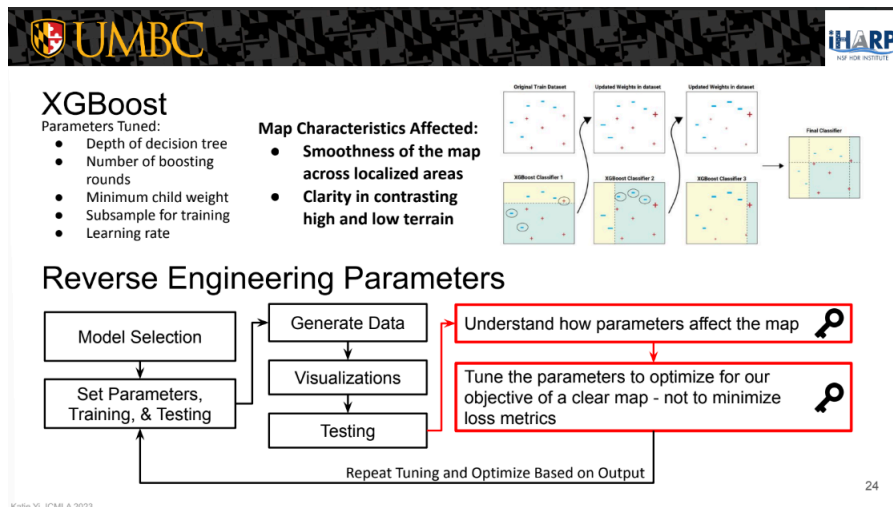 UMBC
iHARP
NSF HDR INSTITUTE
XGBoost
Parameters Tuned:
● Depth of decision tree
● Number of boosting
rounds
● Minimum child weight
● Subsample for training
● Learning rate
Map Characteristics Affected:
● Smoothness of the map
across localized areas
● Clarity in contrasting
high and low terrain
Original Train Dataset
Updated Weights in dataset
Updated Weights in dataset
XGBoost Classifier 1
XGBoost Classifier 2
XGBoost Classifier 3
Final Classifier
Reverse Engineering Parameters
Model Selection
Set Parameters,
Training, & Testing
Generate Data
Visualizations
Testing
Understand how parameters affect the map
Tune the parameters to optimize for our
objective of a clear map - not to minimize
loss metrics
Repeat Tuning and Optimize Based on Output
24
Katie Yi, ICMLA 2023